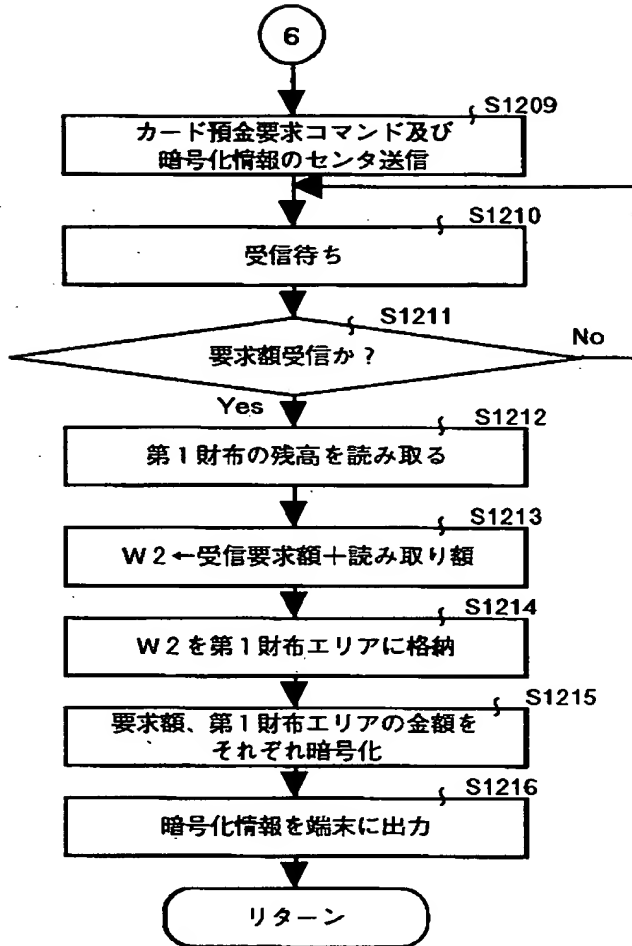 6
S1209
カード預金要求コマンド及び
暗号化情報のセンタ送信
S1210
受信待ち
S1211
要求額受信か?
No
Yes
S1212
第1財布の残高を読み取る
S1213
W2←受信要求額+読み取り額
S1214
W2を第1財布エリアに格納
S1215
要求額、第1財布エリアの金額を
それぞれ暗号化
S1216
暗号化情報を端末に出力
リターン